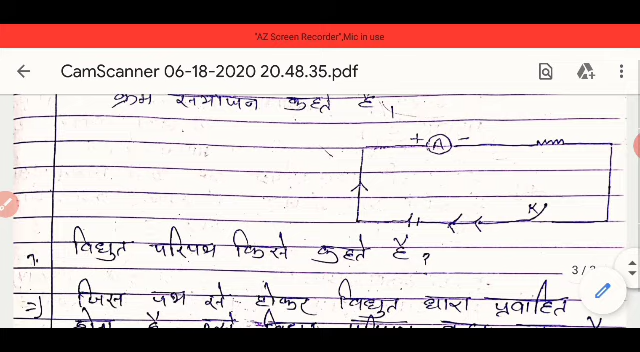 "AZ Screen Recorder",Mic in use
CamScanner 06-18-2020 20.48.35.pdf
क्रम संयोजन कहते हैं।
+ A -
K
7. विद्युत परिपथ किसे कहते हैं?
3/
=) जिस पथ से होकर विद्युत धारा प्रवाहित